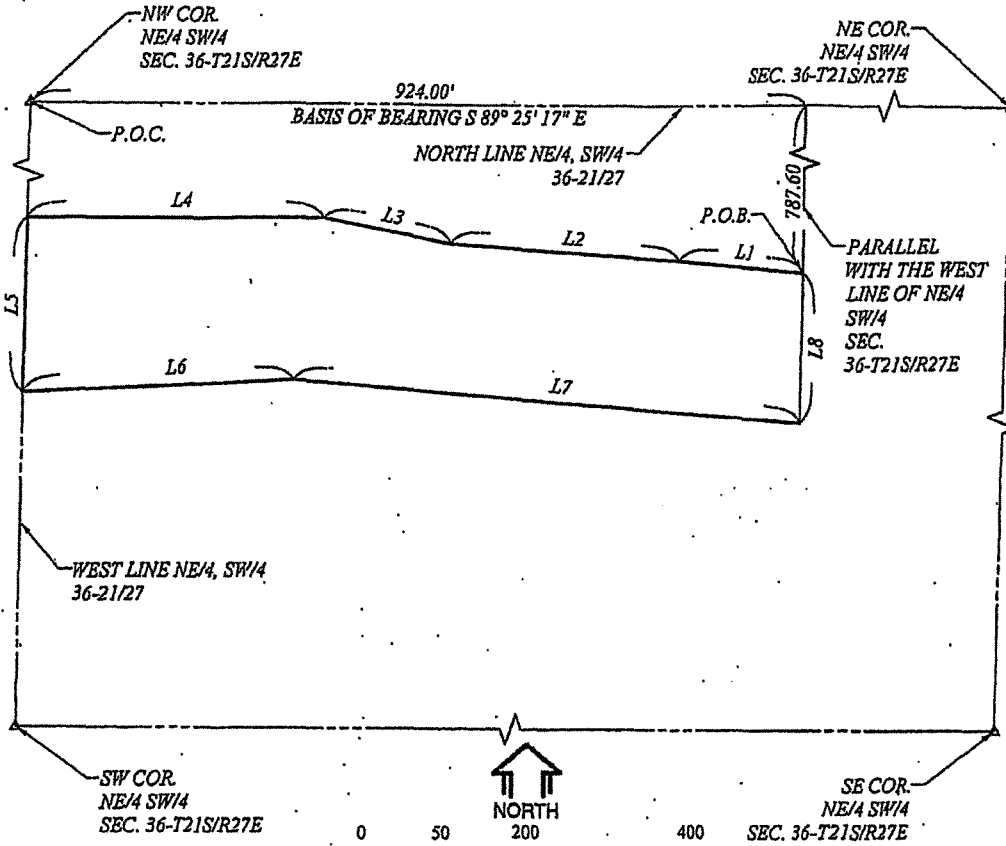 NW COR.
NE/4 SW/4
SEC. 36-T21S/R27E
NE COR.
NE/4 SW/4
SEC. 36-T21S/R27E
924.00'
BASIS OF BEARING S 89° 25' 17" E
P.O.C.
NORTH LINE NE/4, SW/4
36-21/27
787.60
L4
L3
L2
P.O.B.
L1
PARALLEL
WITH THE WEST
LINE OF NE/4
SW/4
SEC.
36-T21S/R27E
L5
L8
L6
L7
WEST LINE NE/4, SW/4
36-21/27
SW COR.
NE/4 SW/4
SEC. 36-T21S/R27E
NORTH
0 50 200 400
SE COR.
NE/4 SW/4
SEC. 36-T21S/R27E